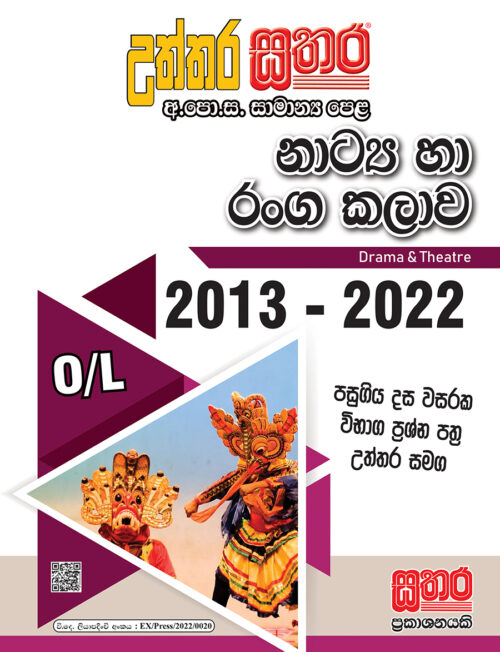 උත්තර සතර®
අ.පො.ස. සාමාන්‍ය පෙළ
නාට්‍ය හා
රංග කලාව
Drama & Theatre
2013 - 2022
O/L
පසුගිය දස වසරක
විභාග ප්‍රශ්න පත්‍ර
උත්තර සමග
සතර
ප්‍රකාශනයකි
වි.දෙ. ලියාපදිංචි අංකය : EX/Press/2022/0020